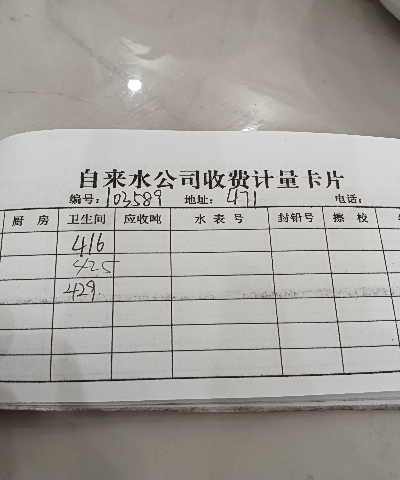 自来水公司收费计量卡片
编号:103589 地址:471 电话:
厨房 卫生间 应收吨 水表号 封铅号 擦校
416
425
429